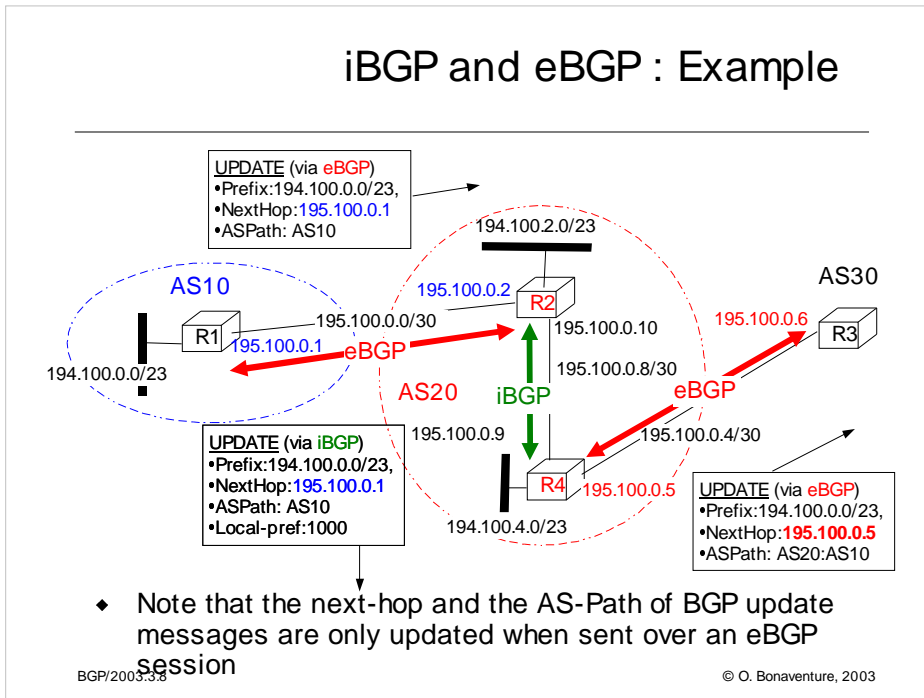 iBGP and eBGP : Example
UPDATE (via eBGP)
•Prefix:194.100.0.0/23,
•NextHop:195.100.0.1
•ASPath: AS10
194.100.2.0/23
AS10
AS30
195.100.0.2
R2
195.100.0.6
R3
R1
195.100.0.0/30
195.100.0.10
195.100.0.1
eBGP
194.100.0.0/23
195.100.0.8/30
AS20
iBGP
eBGP
195.100.0.9
195.100.0.4/30
UPDATE (via iBGP)
•Prefix:194.100.0.0/23,
•NextHop:195.100.0.1
•ASPath: AS10
•Local-pref:1000
R4
195.100.0.5
194.100.4.0/23
UPDATE (via eBGP)
•Prefix:194.100.0.0/23,
•NextHop:195.100.0.5
•ASPath: AS20:AS10
◆ Note that the next-hop and the AS-Path of BGP update
messages are only updated when sent over an eBGP
session
BGP/2003.3.8
© O. Bonaventure, 2003